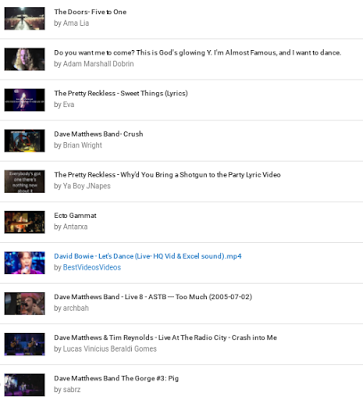 The Doors- Five to One
by Ama Lia
Do you want me to come? This is God's glowing Y. I'm Almost Famous, and I want to dance.
by Adam Marshall Dobrin
The Pretty Reckless - Sweet Things (Lyrics)
by Eva
Dave Matthews Band- Crush
by Brian Wright
The Pretty Reckless - Why'd You Bring a Shotgun to the Party Lyric Video
by Ya Boy JNapes
Everybody's got
one there's
nothing new
about it
Ecto Gammat
by Antarxa
David Bowie - Let's Dance (Live- HQ Vid & Excel sound).mp4
by BestVideosVideos
Dave Matthews Band - Live 8 - ASTB — Too Much (2005-07-02)
by archbah
Dave Matthews & Tim Reynolds - Live At The Radio City - Crash into Me
by Lucas Vinicius Beraldi Gomes
Dave Matthews Band The Gorge #3: Pig
by sabrz